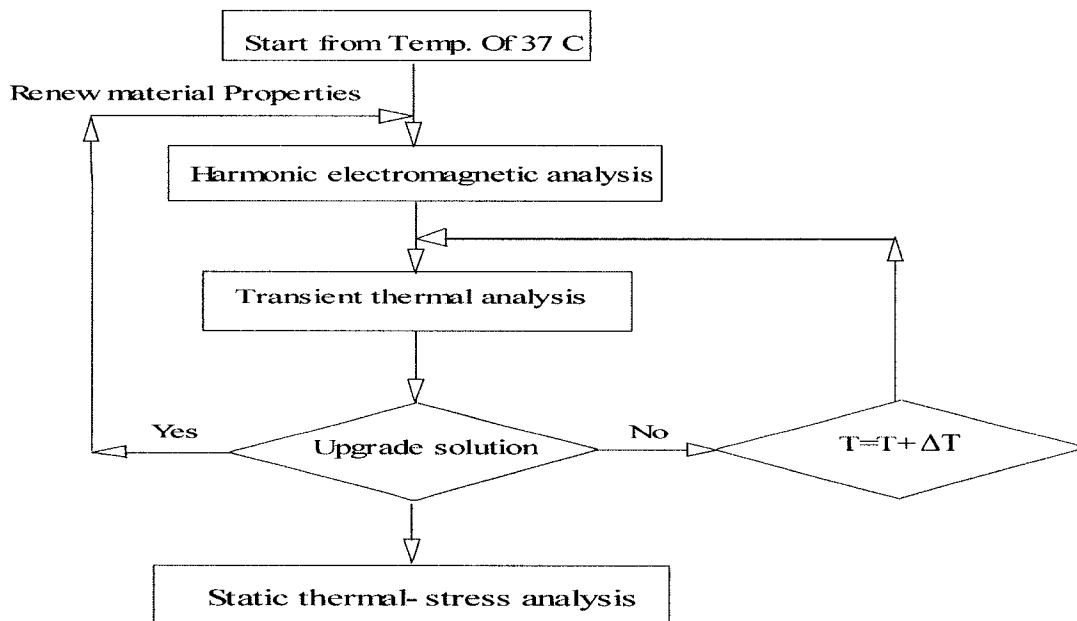 Start from Temp. Of 37 C
Renew material Properties
Harmonic electromagnetic analysis
Transient thermal analysis
Yes
Upgrade solution
No
T=T+ΔT
Static thermal- stress analysis